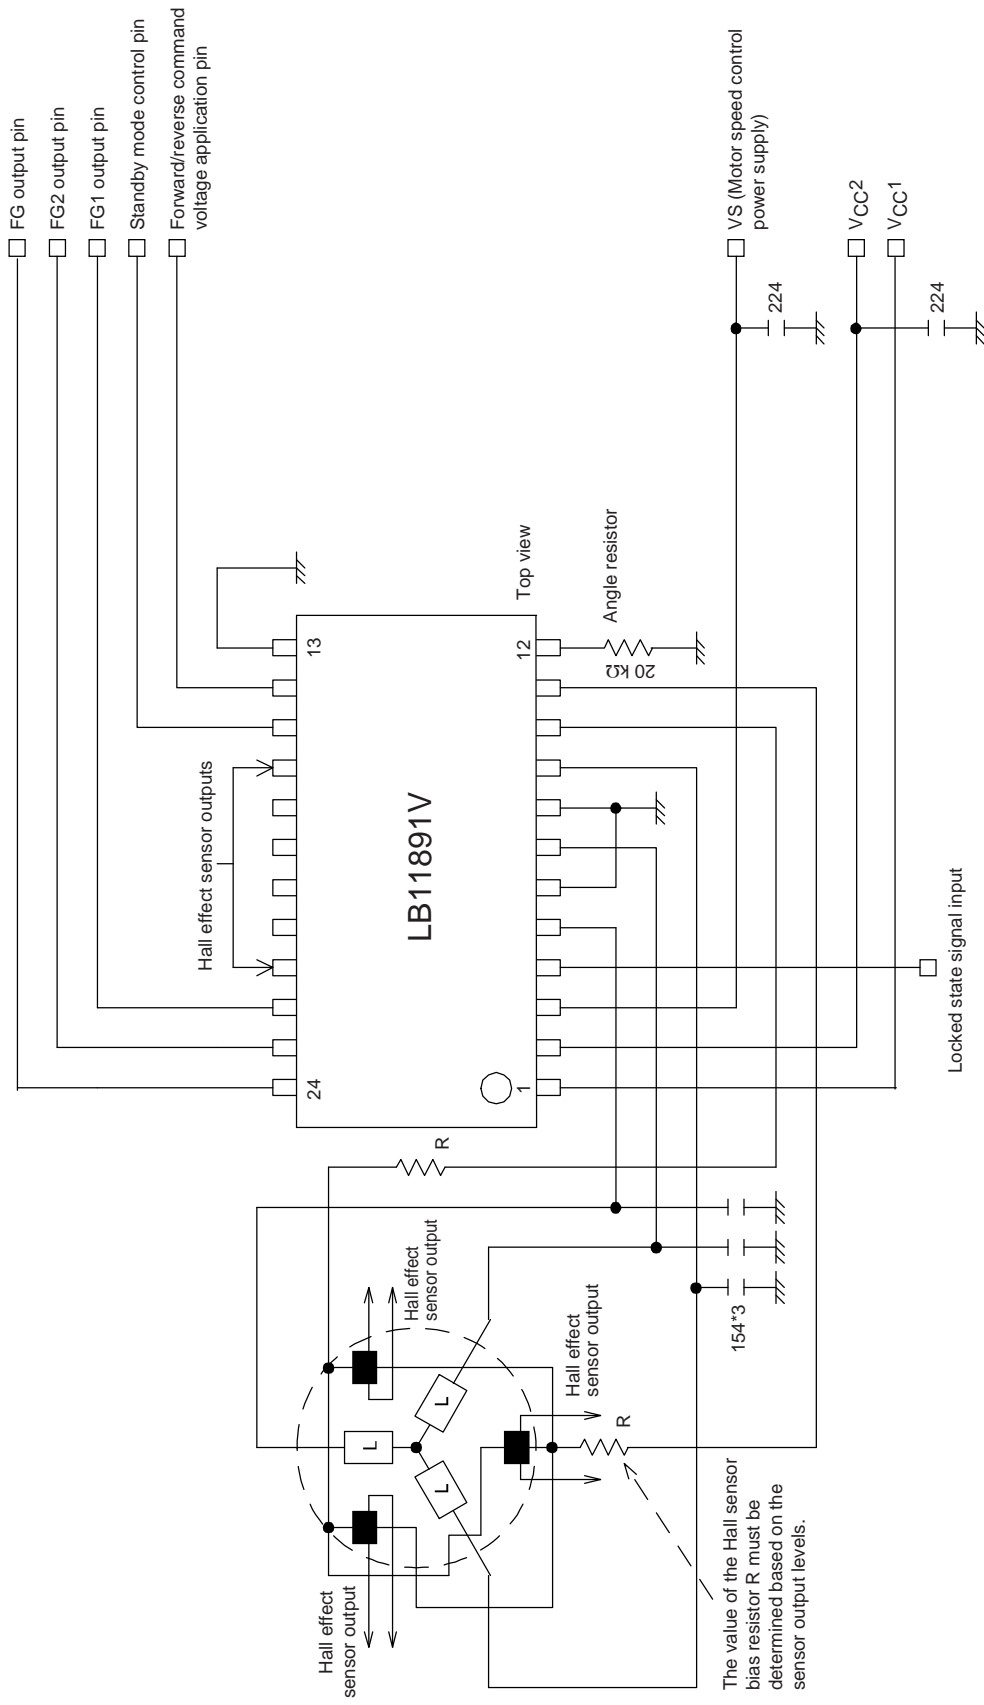 FG output pin
FG2 output pin
FG1 output pin
Standby mode control pin
Forward/reverse command
voltage application pin
Hall effect sensor outputs
24
13
LB11891V
Top view
1
12
20 kΩ
Angle resistor
VS (Motor speed control
power supply)
224
VCC2
VCC1
224
Locked state signal input
R
Hall effect
sensor output
Hall effect
sensor output
Hall effect
sensor output
L
L
L
R
154*3
The value of the Hall sensor
bias resistor R must be
determined based on the
sensor output levels.